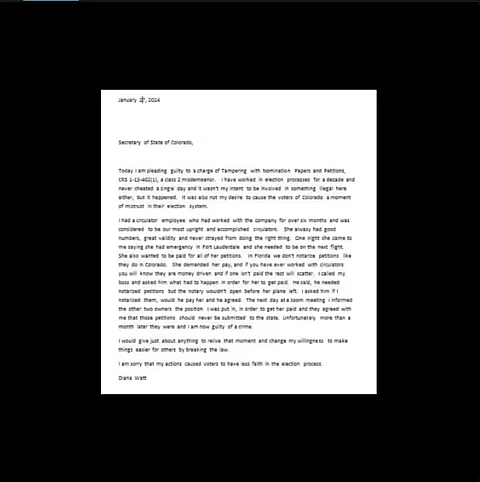 January 27, 2024
Secretary of State of Colorado,
Today I am pleading guilty to a charge of Tampering with Nomination Papers and Petitions,
CRS 1-13-402(1), a class 2 misdemeanor. I have worked in election processes for a decade and
never cheated a single day and it wasn't my intent to be involved in something illegal here
either, but it happened. It was also not my desire to cause the voters of Colorado a moment
of mistrust in their election system.
I had a circulator employee who had worked with the company for over six months and was
considered to be our most upright and accomplished circulators. She always had good
numbers, great validity and never strayed from doing the right thing. One night she came to
me saying she had emergency in Fort Lauderdale and she needed to be on the next flight.
She also wanted to be paid for all of her petitions. In Florida we don't notarize petitions like
they do in Colorado. She demanded her pay, and if you have ever worked with circulators
you will know they are money driven and if one isn't paid the rest will scatter. I called my
boss and asked him what had to happen in order for her to get paid. He said, he needed
notarized petitions but the notary wouldn't open before her plane left. I asked him if I
notarized them, would he pay her and he agreed. The next day at a zoom meeting I informed
the other two owners the position I was put in, in order to get her paid and they agreed with
me that those petitions should never be submitted to the state. Unfortunately more than a
month later they were and I am now guilty of a crime.
I would give just about anything to relive that moment and change my willingness to make
things easier for others by breaking the law.
I am sorry that my actions caused voters to have less faith in the election process.
Diana Watt